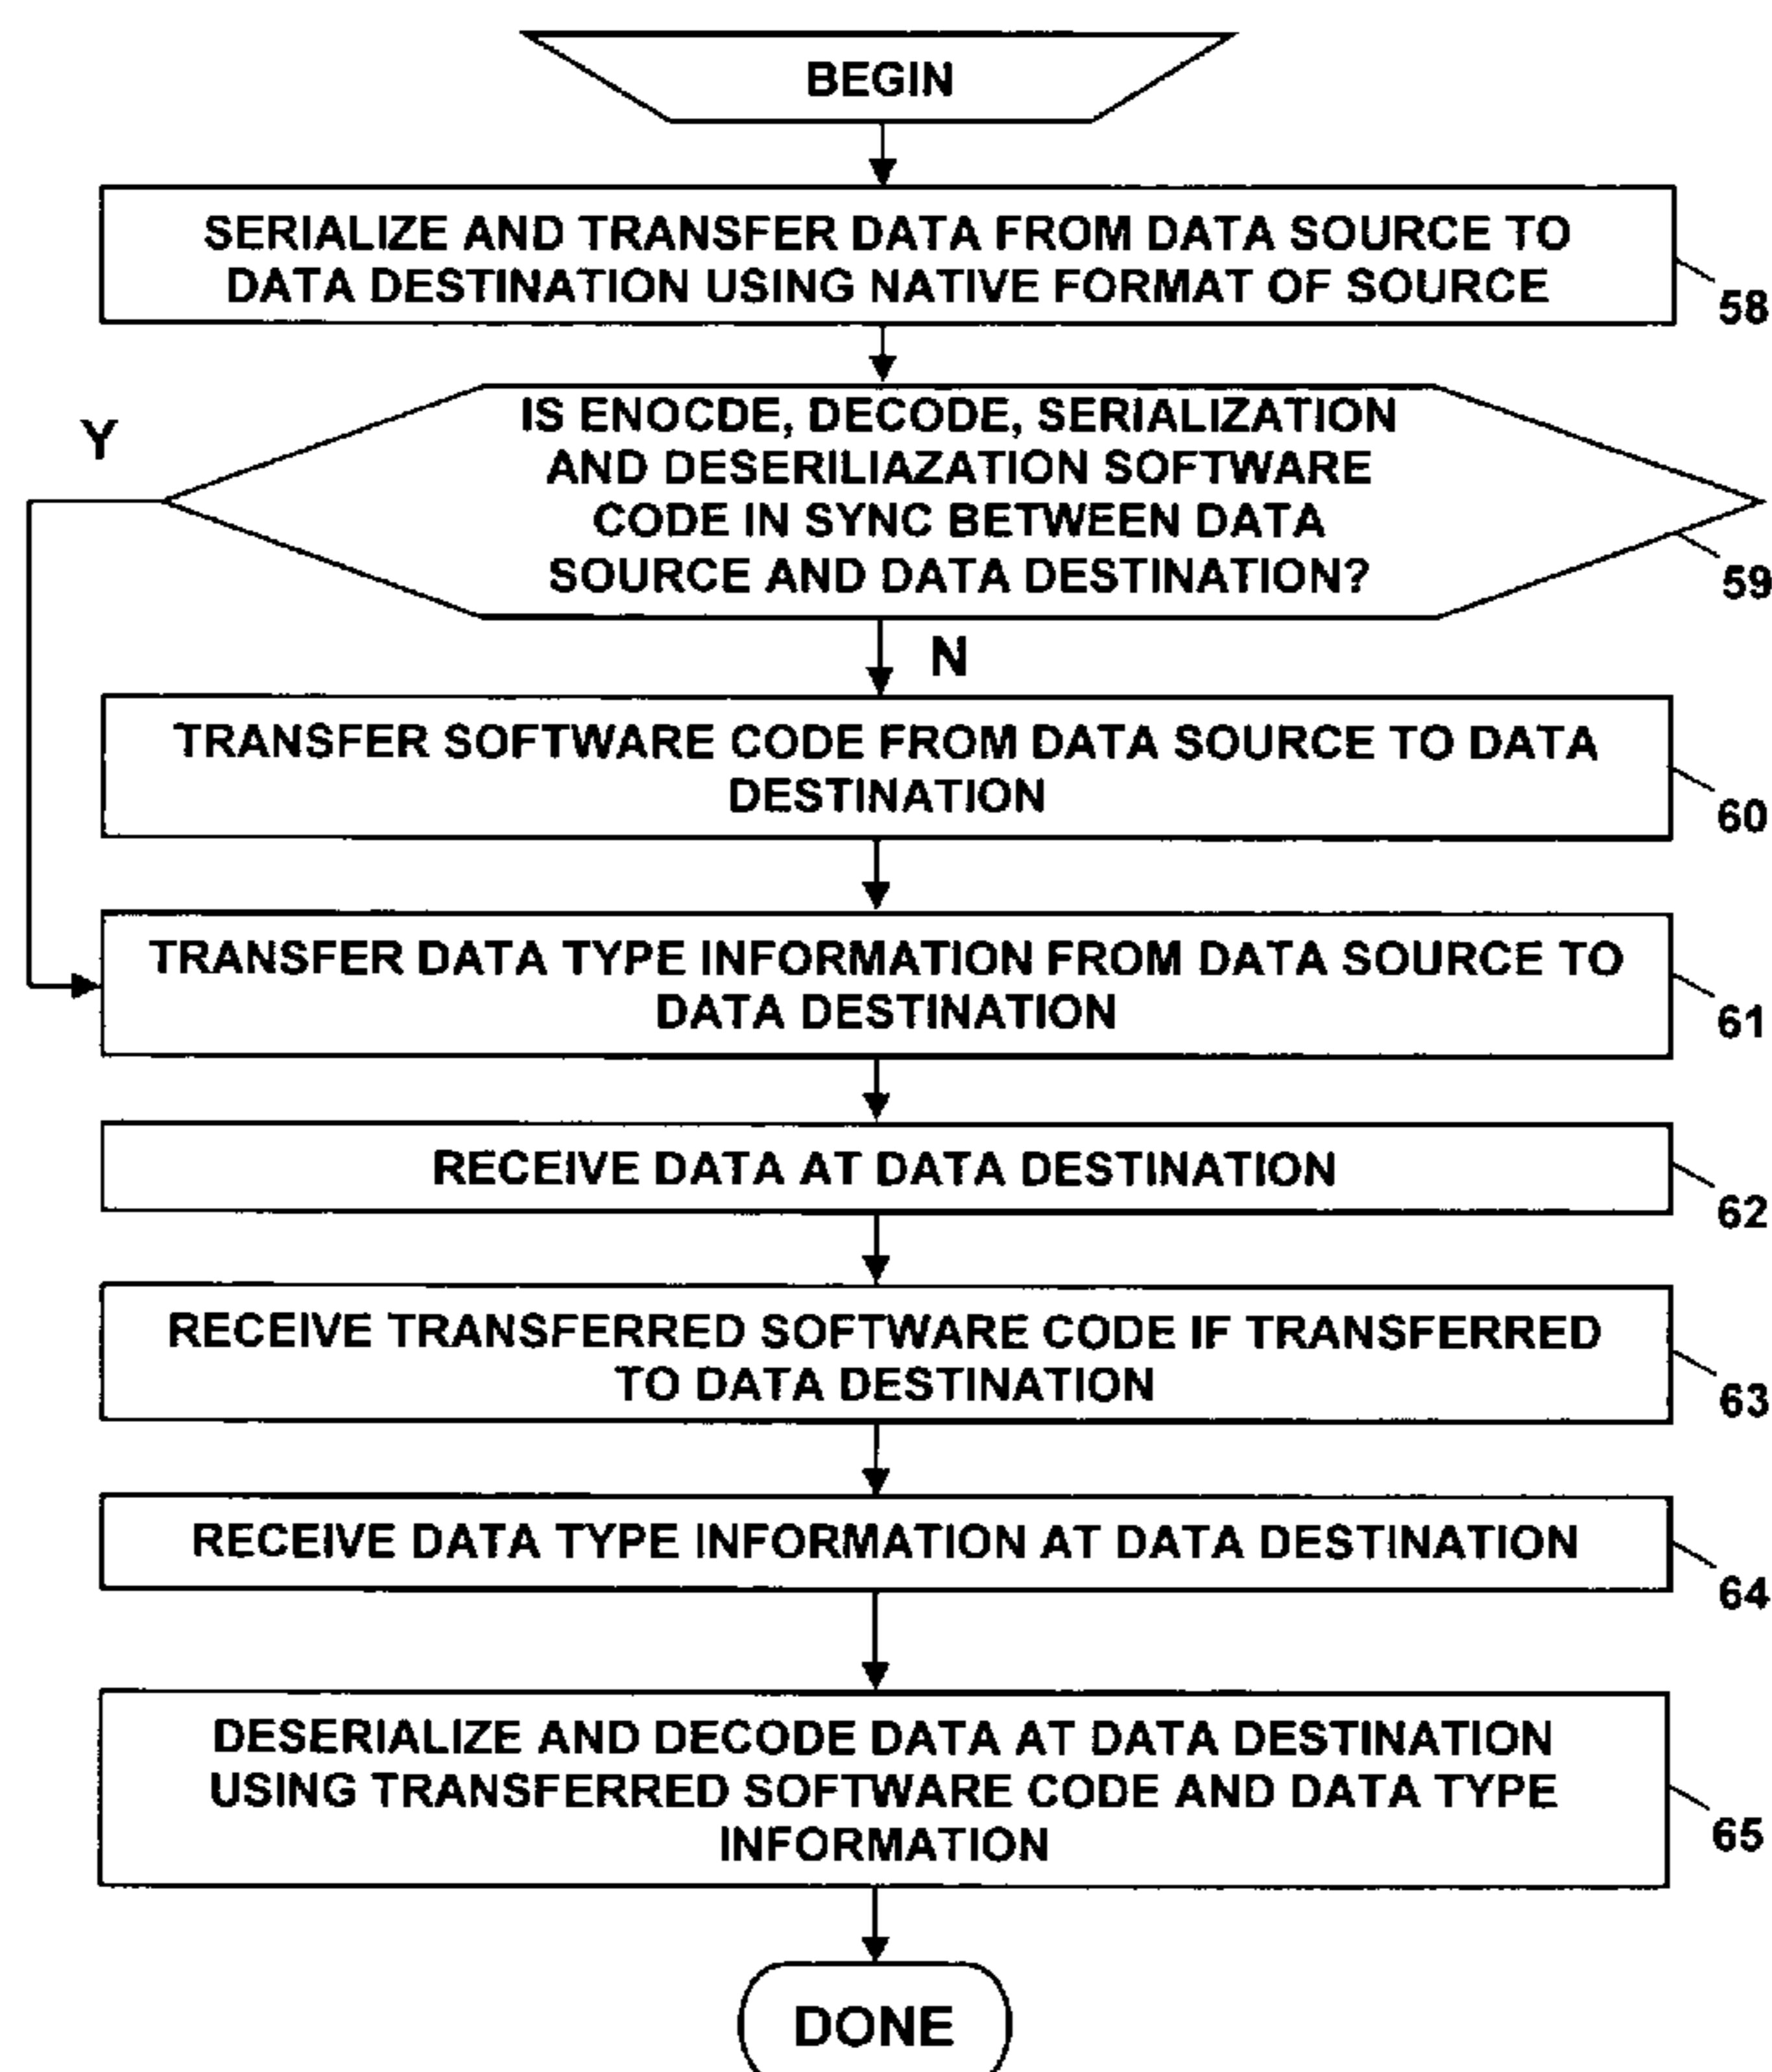 BEGIN
SERIALIZE AND TRANSFER DATA FROM DATA SOURCE TO
DATA DESTINATION USING NATIVE FORMAT OF SOURCE
58
Y
IS ENOCDE, DECODE, SERIALIZATION
AND DESERILIAZATION SOFTWARE
CODE IN SYNC BETWEEN DATA
SOURCE AND DATA DESTINATION?
59
N
TRANSFER SOFTWARE CODE FROM DATA SOURCE TO DATA
DESTINATION
60
TRANSFER DATA TYPE INFORMATION FROM DATA SOURCE TO
DATA DESTINATION
61
RECEIVE DATA AT DATA DESTINATION
62
RECEIVE TRANSFERRED SOFTWARE CODE IF TRANSFERRED
TO DATA DESTINATION
63
RECEIVE DATA TYPE INFORMATION AT DATA DESTINATION
64
DESERIALIZE AND DECODE DATA AT DATA DESTINATION
USING TRANSFERRED SOFTWARE CODE AND DATA TYPE
INFORMATION
65
DONE